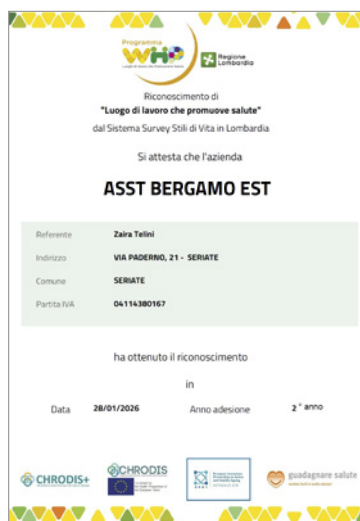 Programma
WHP
Regione
Lombardia
Riconoscimento di
"Luogo di lavoro che promuove salute"
dal Sistema Survey Stili di Vita in Lombardia
Si attesta che l'azienda
ASST BERGAMO EST
Referente Zaira Telini
Indirizzo VIA PADERNO, 21 - SERIATE
Comune SERIATE
Partita IVA 04114380167
ha ottenuto il riconoscimento
in
Data 28/01/2026 Anno adesione 2° anno
CHRODIS+
CHRODIS
guadagnare salute